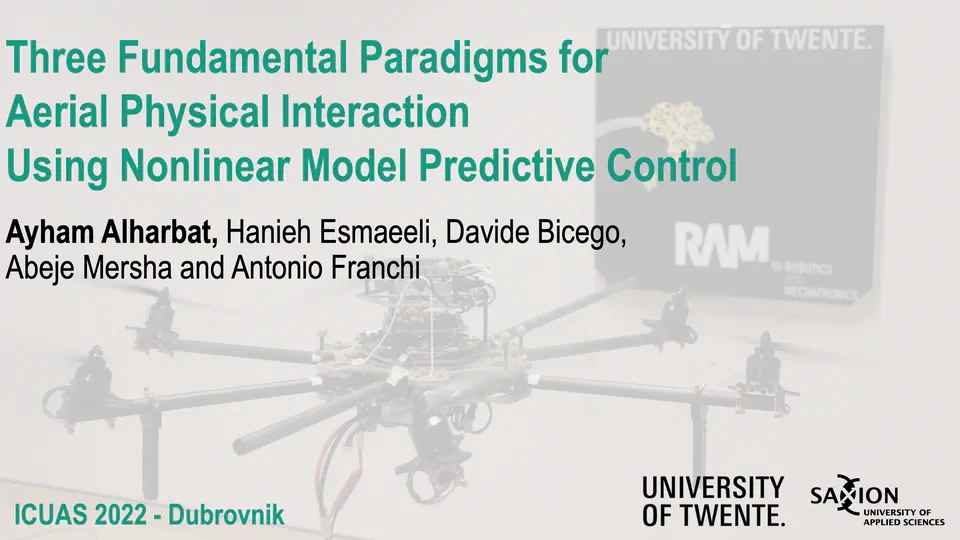 Three Fundamental Paradigms for
Aerial Physical Interaction
Using Nonlinear Model Predictive Control
Ayham Alharbat, Hanieh Esmaeeli, Davide Bicego,
Abeje Mersha and Antonio Franchi
UNIVERSITY OF TWENTE.
RAM
ROBOTICS
MECHATRONICS
ICUAS 2022 - Dubrovnik
UNIVERSITY
OF TWENTE.
SAXION
UNIVERSITY OF
APPLIED SCIENCES